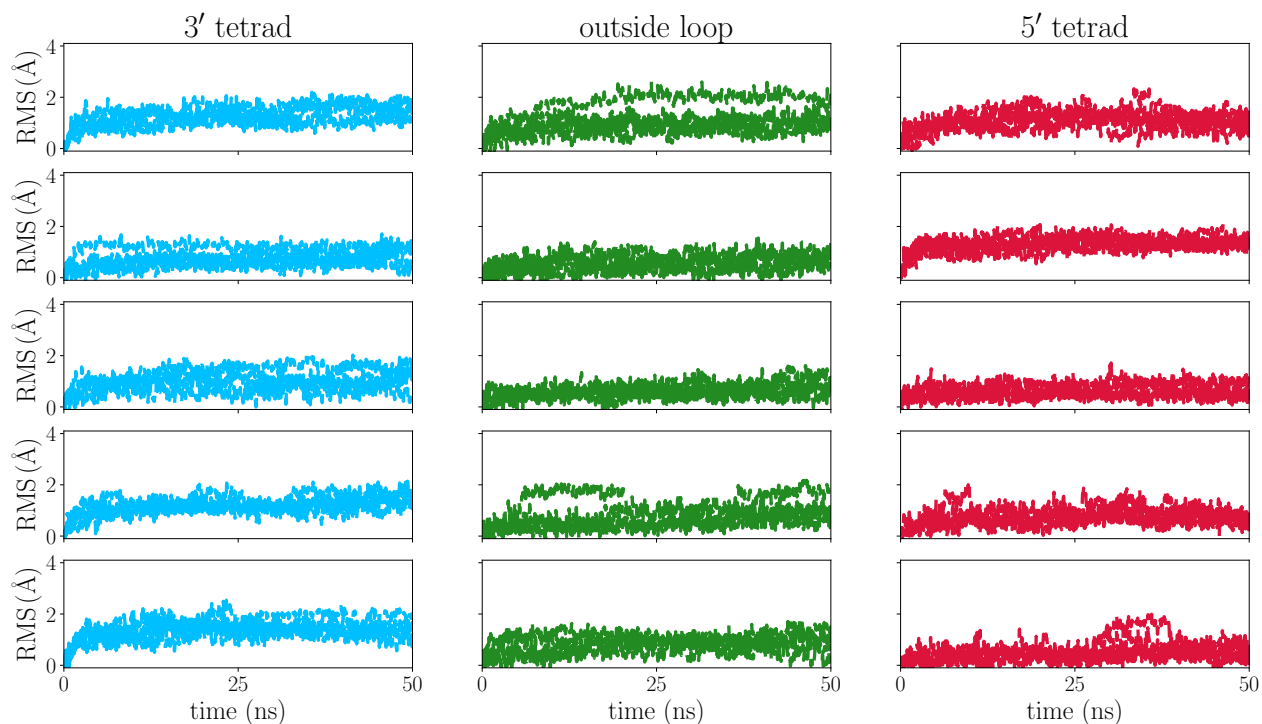 3′ tetrad
outside loop
5′ tetrad
RMS (Å)
4
2
0
RMS (Å)
4
2
0
RMS (Å)
4
2
0
RMS (Å)
4
2
0
RMS (Å)
4
2
0
0 25 50
0 25 50
0 25 50
time (ns)
time (ns)
time (ns)